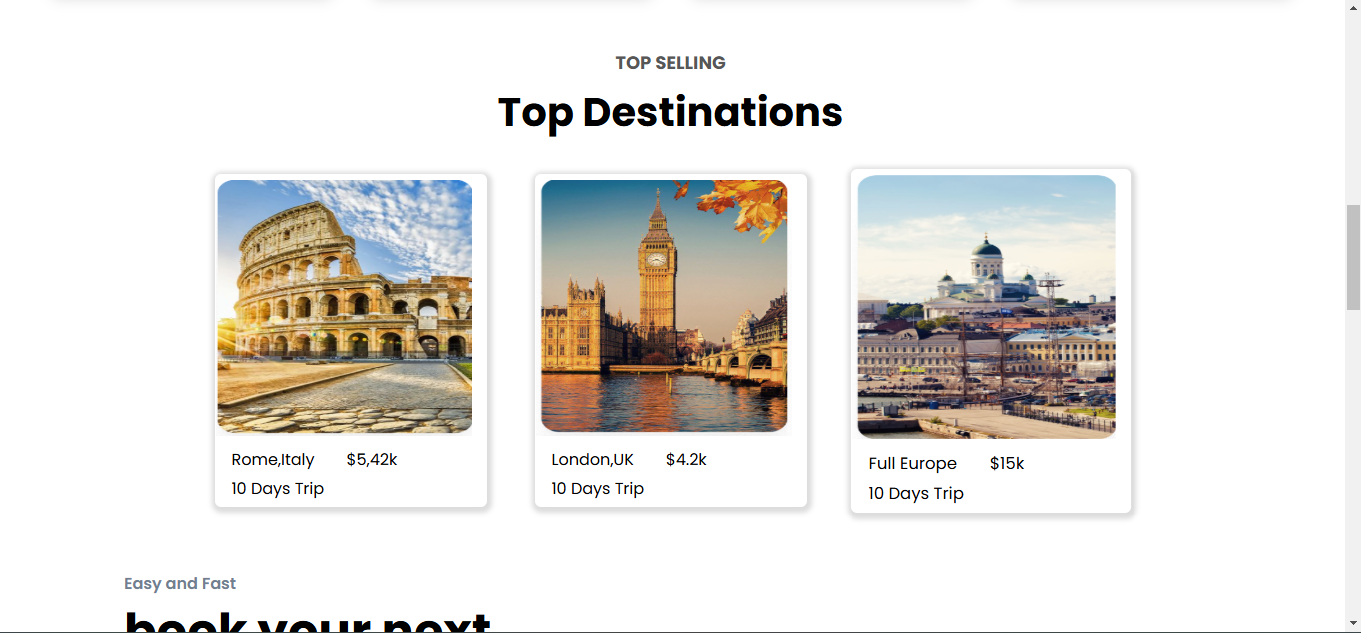 TOP SELLING
Top Destinations
Rome,Italy $5,42k
10 Days Trip
London,UK $4.2k
10 Days Trip
Full Europe $15k
10 Days Trip
Easy and Fast
book your next